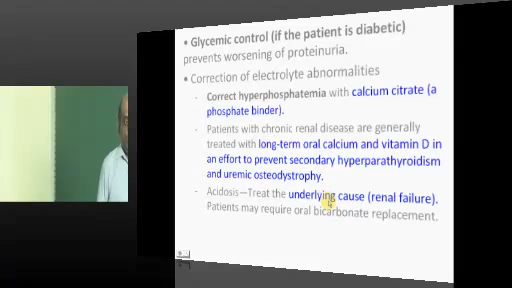 • Glycemic control (if the patient is diabetic)
prevents worsening of proteinuria.
• Correction of electrolyte abnormalities
- Correct hyperphosphatemia with calcium citrate (a
phosphate binder).
- Patients with chronic renal disease are generally
treated with long-term oral calcium and vitamin D in
an effort to prevent secondary hyperparathyroidism
and uremic osteodystrophy.
- Acidosis—Treat the underlying cause (renal failure).
Patients may require oral bicarbonate replacement.